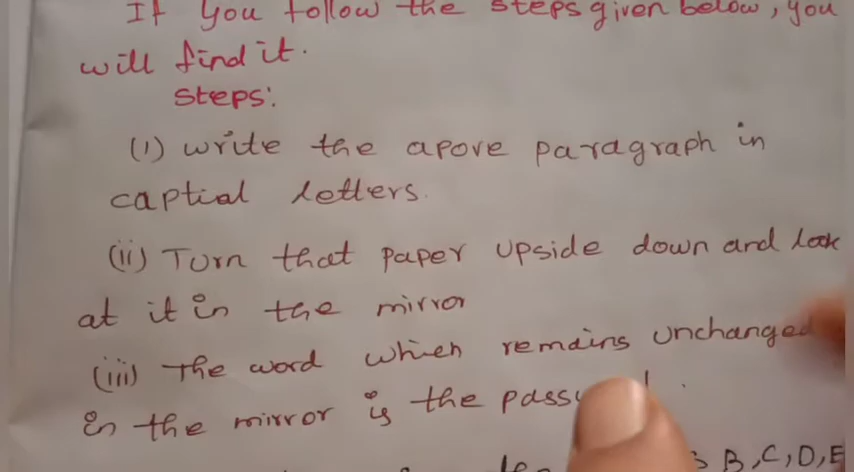 If you follow the steps given below, you
will find it.
Steps:
(i) write the apove paragraph in
captial letters.
(ii) Turn that paper upside down and look
at it in the mirror
(iii) The word which remains unchanged
in the mirror is the
B, C, D, E